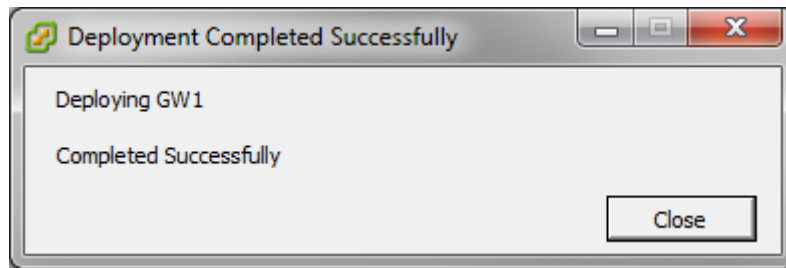 Deployment Completed Successfully
Deploying GW1
Completed Successfully
Close